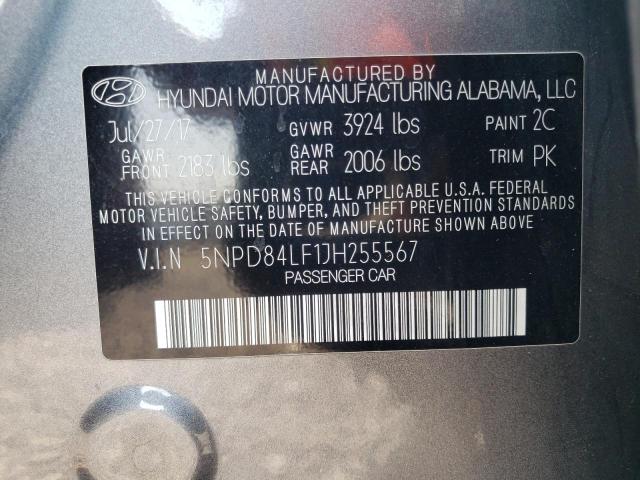 MANUFACTURED BY
HYUNDAI MOTOR MANUFACTURING ALABAMA, LLC
Jul/27/17 GVWR 3924 lbs PAINT 2C
GAWR FRONT 2183 lbs GAWR REAR 2006 lbs TRIM PK
THIS VEHICLE CONFORMS TO ALL APPLICABLE U.S.A. FEDERAL
MOTOR VEHICLE SAFETY, BUMPER, AND THEFT PREVENTION STANDARDS
IN EFFECT ON THE DATE OF MANUFACTURE SHOWN ABOVE.
V.I.N 5NPD84LF1JH255567
PASSENGER CAR